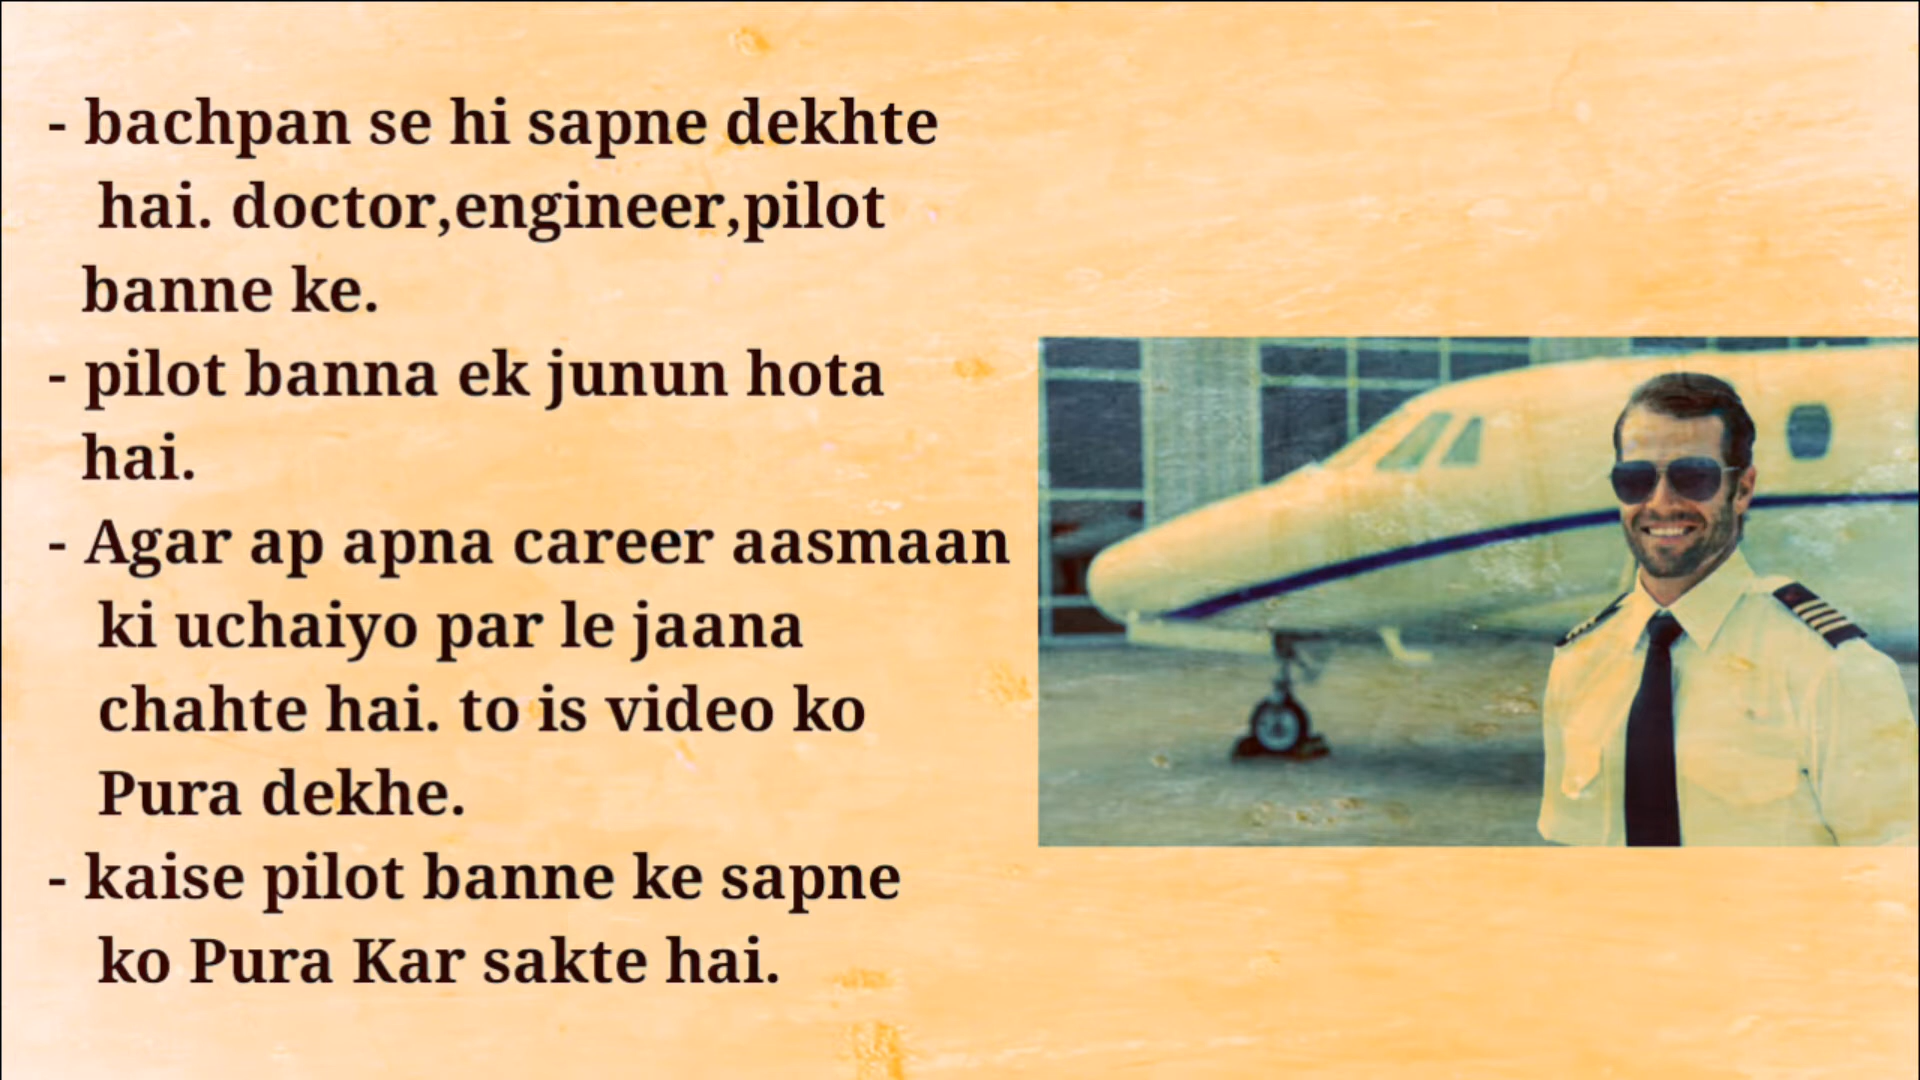 - bachpan se hi sapne dekhte
hai. doctor,engineer,pilot
banne ke.
- pilot banna ek junun hota
hai.
- Agar ap apna career aasmaan
ki uchaiyo par le jaana
chahte hai. to is video ko
Pura dekhe.
- kaise pilot banne ke sapne
ko Pura Kar sakte hai.